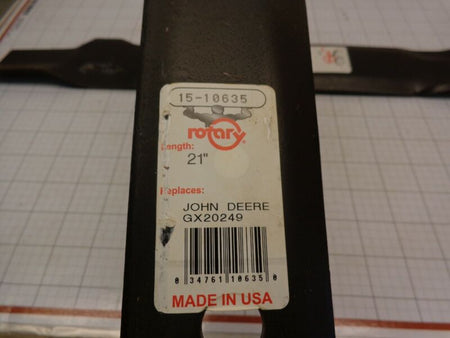 15-10635
rotary
Length:
21"
Replaces:
JOHN DEERE
GX20249
0 34761 10635 0
MADE IN USA